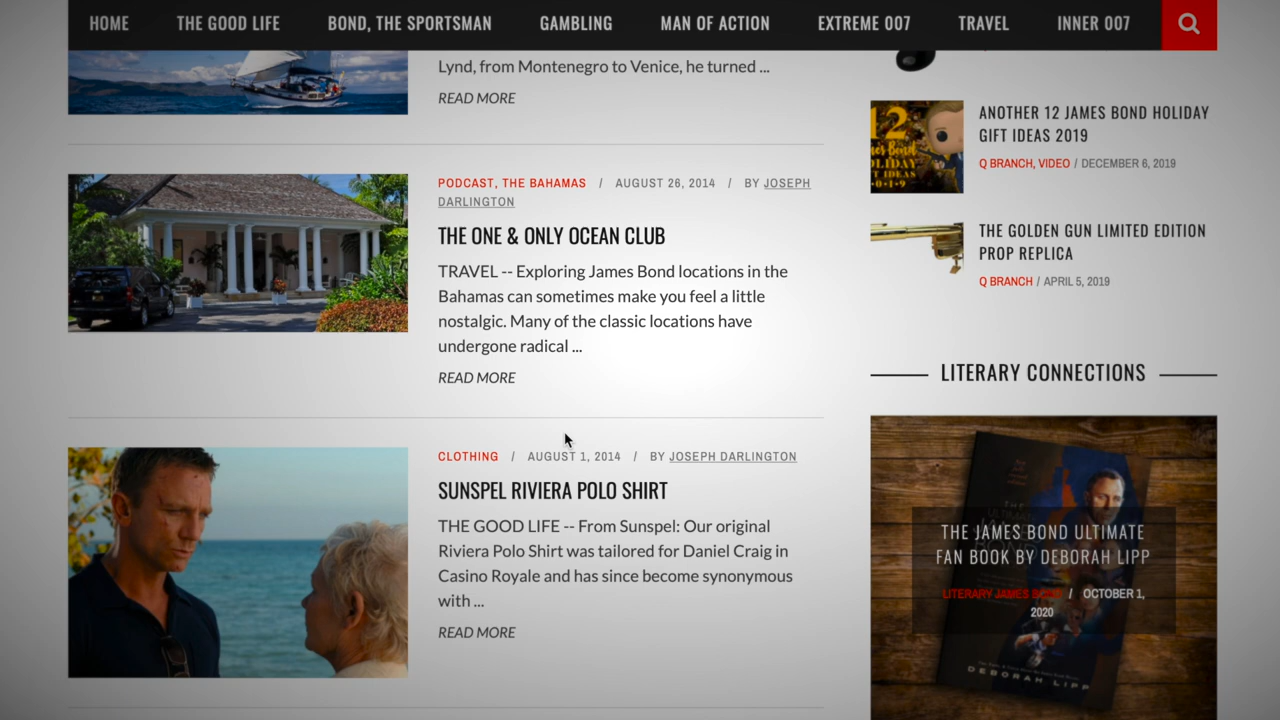 HOME THE GOOD LIFE BOND, THE SPORTSMAN GAMBLING MAN OF ACTION EXTREME 007 TRAVEL INNER 007
Lynd, from Montenegro to Venice, he turned ...
READ MORE
PODCAST, THE BAHAMAS / AUGUST 26, 2014 / BY JOSEPH
DARLINGTON
THE ONE & ONLY OCEAN CLUB
TRAVEL -- Exploring James Bond locations in the
Bahamas can sometimes make you feel a little
nostalgic. Many of the classic locations have
undergone radical ...
READ MORE
CLOTHING / AUGUST 1, 2014 / BY JOSEPH DARLINGTON
SUNSPEL RIVIERA POLO SHIRT
THE GOOD LIFE -- From Sunspel: Our original
Riviera Polo Shirt was tailored for Daniel Craig in
Casino Royale and has since become synonymous
with ...
READ MORE
12
ANOTHER 12 JAMES BOND HOLIDAY
GIFT IDEAS 2019
Q BRANCH, VIDEO / DECEMBER 6, 2019
THE GOLDEN GUN LIMITED EDITION
PROP REPLICA
Q BRANCH / APRIL 5, 2019
LITERARY CONNECTIONS
THE JAMES BOND ULTIMATE
FAN BOOK BY DEBORAH LIPP
LITERARY JAMES BOND / OCTOBER 1,
2020
DEBORAH LIPP